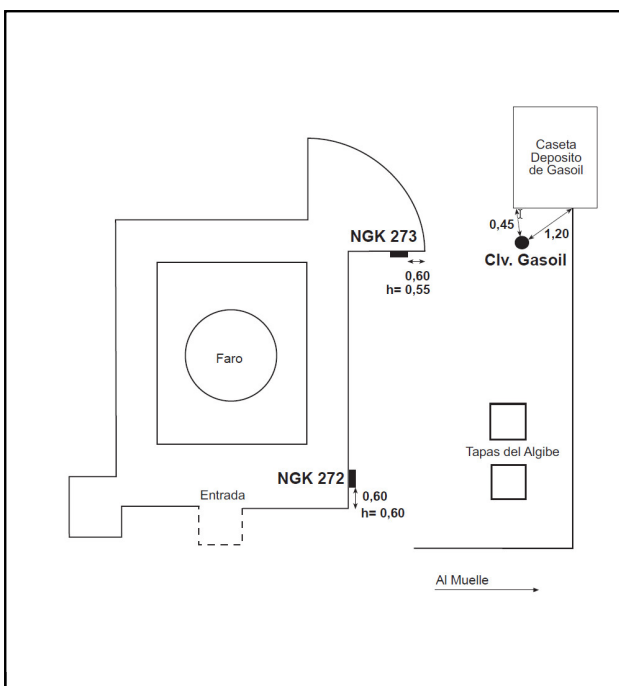 Caseta
Deposito
de Gasoil
0,45
1,20
NGK 273
Clv. Gasoil
0,60
h= 0,55
Faro
Tapas del Algibe
NGK 272
Entrada
0,60
h= 0,60
Al Muelle